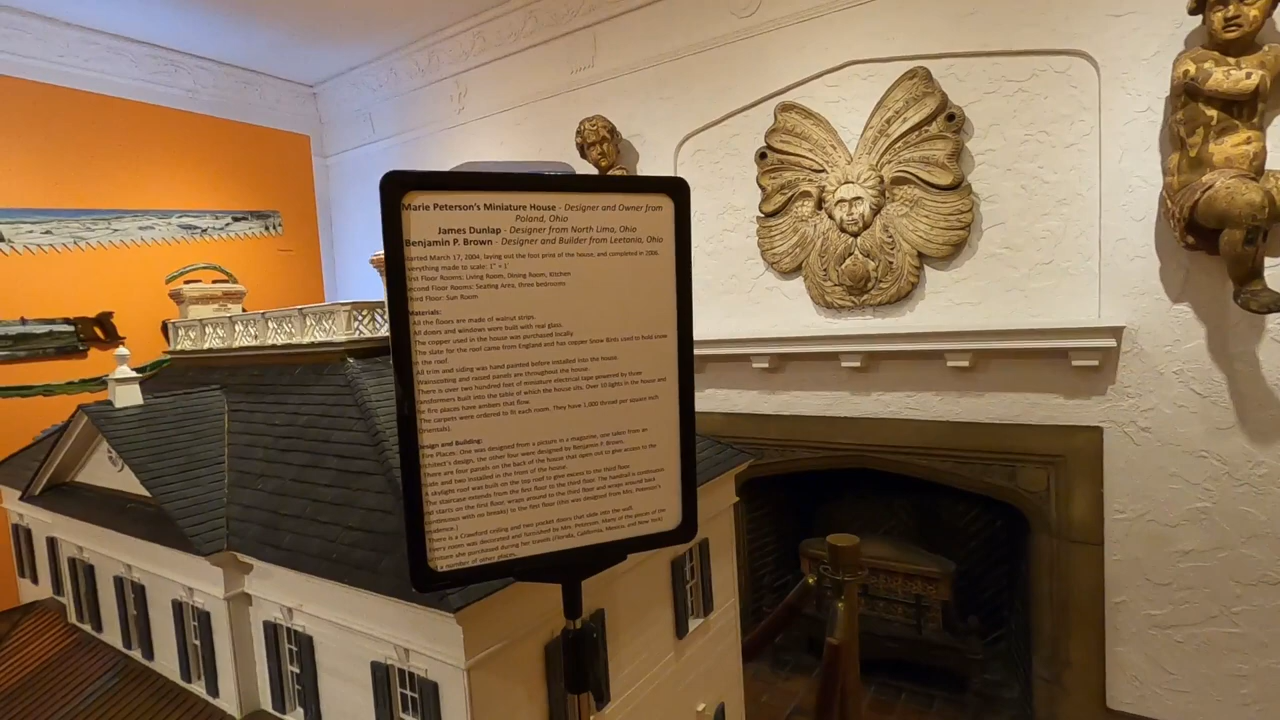 Marie Peterson's Miniature House - Designer and Owner from
Poland, Ohio
James Dunlap - Designer from North Lima, Ohio
Benjamin P. Brown - Designer and Builder from Leetonia, Ohio
tarted March 17, 2004, laying out the foot print of the house, and completed in 2006.
verything made to scale: 1" = 1'
First Floor Rooms: Living Room, Dining Room, Kitchen
Second Floor Rooms: Seating Area, three bedrooms
Third Floor: Sun Room
Materials:
All the floors are made of walnut strips.
All doors and windows were built with real glass.
The copper used in the house was purchased locally.
The slate for the roof came from England and has copper Snow Birds used to hold snow
n the roof.
All trim and siding was hand painted before installed into the house.
Wainscoting and raised panels are throughout the house.
There is over two hundred feet of miniature electrical tape powered by three
ransformers built into the table of which the house sits. Over 50 lights in the house and
he fire places have ambers that flow.
The carpets were ordered to fit each room. They have 1,000 thread per square inch
Orientals).
Design and Building:
Fire Places: One was designed from a picture in a magazine, one taken from an
rchitect's design, the other four were designed by Benjamin P. Brown.
There are four panels on the back of the house that open out to give access to the
side and two installed in the front of the house.
A skylight roof was built on the top roof to give excess to the third floor.
The staircase extends from the first floor to the third floor. The handrail is continuous
nd starts on the first floor, wraps around to the third floor and wraps around back
continuous with no breaks) to the first floor (this was designed from Mrs. Peterson's
esidence.)
There is a Crawford ceiling and two pocket doors that slide into the wall.
Every room was decorated and furnished by Mrs. Peterson. Many of the pieces of the
rniture she purchased during her travels (Florida, California, Mexico, and New York)
d a number of other places.